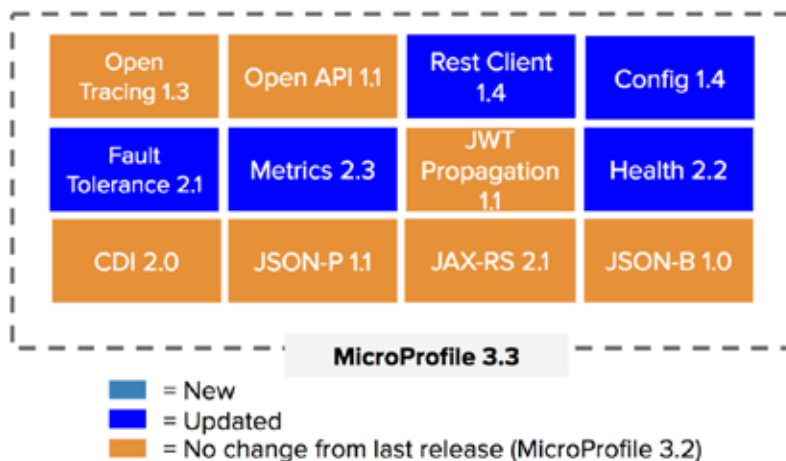 Open
Tracing 1.3
Open API 1.1
Rest Client
1.4
Config 1.4
Fault
Tolerance 2.1
Metrics 2.3
JWT
Propagation
1.1
Health 2.2
CDI 2.0
JSON-P 1.1
JAX-RS 2.1
JSON-B 1.0
MicroProfile 3.3
= New
= Updated
= No change from last release (MicroProfile 3.2)